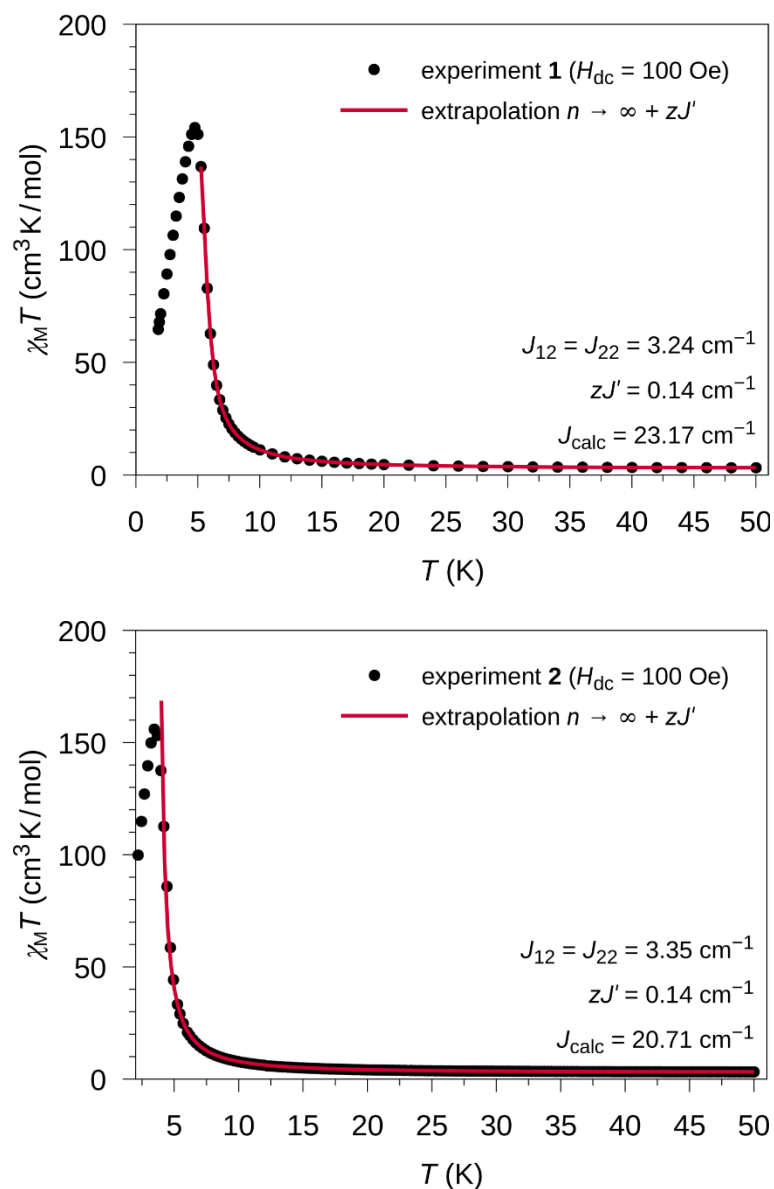 200
experiment 1 (Hdc = 100 Oe)
extrapolation n → ∞ + zJ'
150
χMT (cm³ K / mol)
100
J₁₂ = J₂₂ = 3.24 cm⁻¹
50
zJ' = 0.14 cm⁻¹
Jcalc = 23.17 cm⁻¹
0
0 5 10 15 20 25 30 35 40 45 50
T (K)
200
experiment 2 (Hdc = 100 Oe)
extrapolation n → ∞ + zJ'
150
χMT (cm³ K / mol)
100
J₁₂ = J₂₂ = 3.35 cm⁻¹
50
zJ' = 0.14 cm⁻¹
Jcalc = 20.71 cm⁻¹
0
5 10 15 20 25 30 35 40 45 50
T (K)